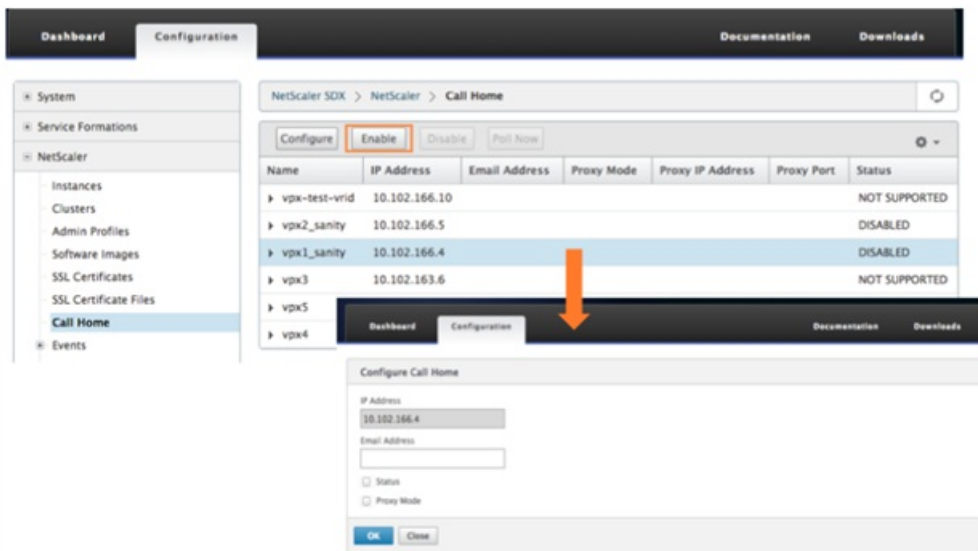 Dashboard Configuration Documentation Downloads
System
Service Formations
NetScaler
Instances
Clusters
Admin Profiles
Software Images
SSL Certificates
SSL Certificate Files
Call Home
Events
NetScaler SDX > NetScaler > Call Home
Configure Enable Disable Poll Now
Name IP Address Email Address Proxy Mode Proxy IP Address Proxy Port Status
vpx-test-vrid 10.102.166.10 NOT SUPPORTED
vpx2_sanity 10.102.166.5 DISABLED
vpx1_sanity 10.102.166.4 DISABLED
vpx3 10.102.163.6 NOT SUPPORTED
vpx5
vpx4
Dashboard Configuration Documentation Downloads
Configure Call Home
IP Address
10.102.166.4
Email Address
Status
Proxy Mode
OK Close